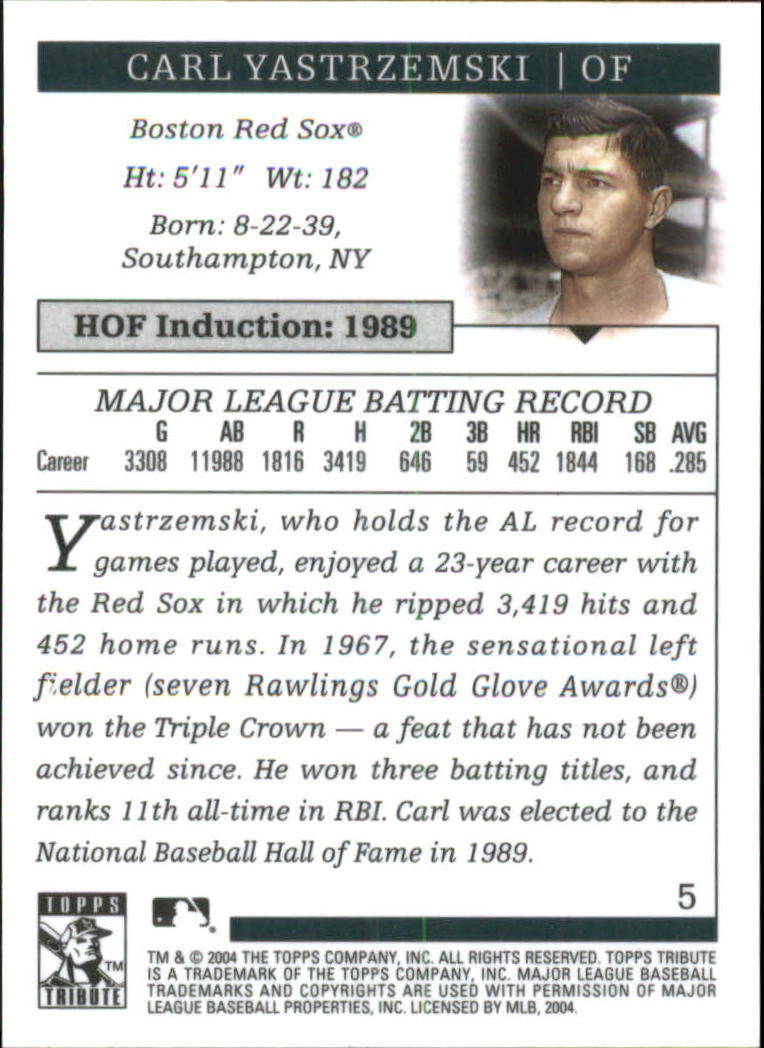 CARL YASTRZEMSKI | OF
Boston Red Sox®
Ht: 5'11" Wt: 182
Born: 8-22-39,
Southampton, NY
HOF Induction: 1989
MAJOR LEAGUE BATTING RECORD
G AB R H 2B 3B HR RBI SB AVG
Career 3308 11988 1816 3419 646 59 452 1844 168 .285
Yastrzemski, who holds the AL record for
games played, enjoyed a 23-year career with
the Red Sox in which he ripped 3,419 hits and
452 home runs. In 1967, the sensational left
fielder (seven Rawlings Gold Glove Awards®)
won the Triple Crown — a feat that has not been
achieved since. He won three batting titles, and
ranks 11th all-time in RBI. Carl was elected to the
National Baseball Hall of Fame in 1989.
5
TOPPS
TM
TRIBUTE
®
TM & © 2004 THE TOPPS COMPANY, INC. ALL RIGHTS RESERVED. TOPPS TRIBUTE
IS A TRADEMARK OF THE TOPPS COMPANY, INC. MAJOR LEAGUE BASEBALL
TRADEMARKS AND COPYRIGHTS ARE USED WITH PERMISSION OF MAJOR
LEAGUE BASEBALL PROPERTIES, INC. LICENSED BY MLB, 2004.